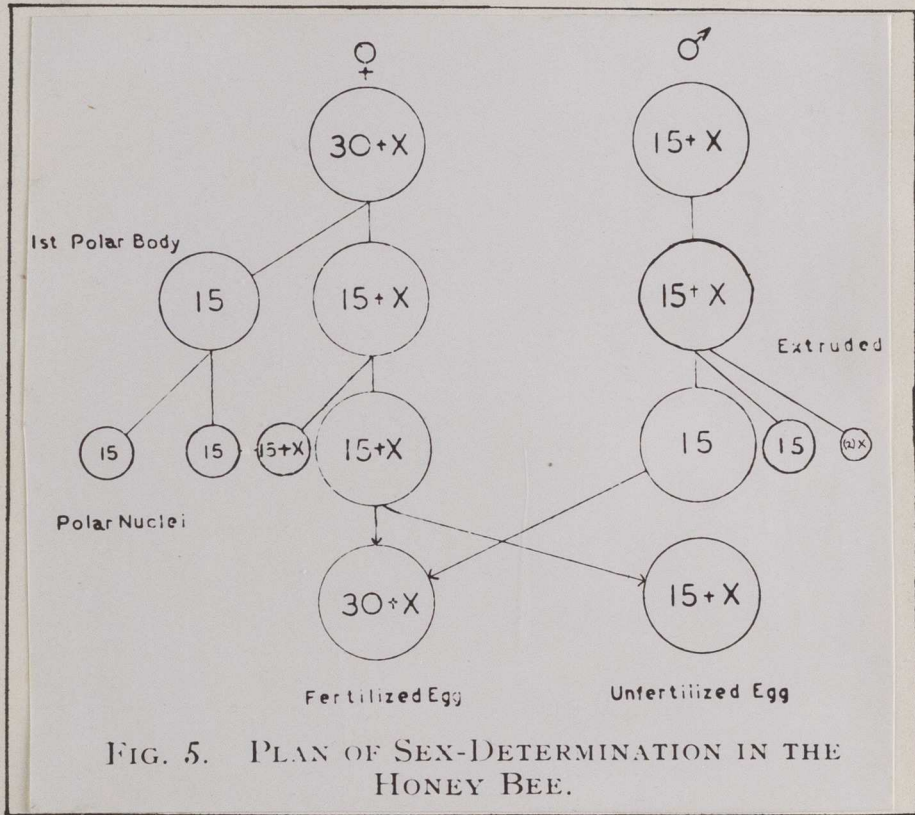 ♀ ♂
30+X 15+X
1st Polar Body
15 15+X 15+X
Extruded
15 15 15+X 15+X 15 15 (2)X
Polar Nuclei
30+X 15+X
Fertilized Egg Unfertilized Egg
FIG. 5. PLAN OF SEX-DETERMINATION IN THE
HONEY BEE.